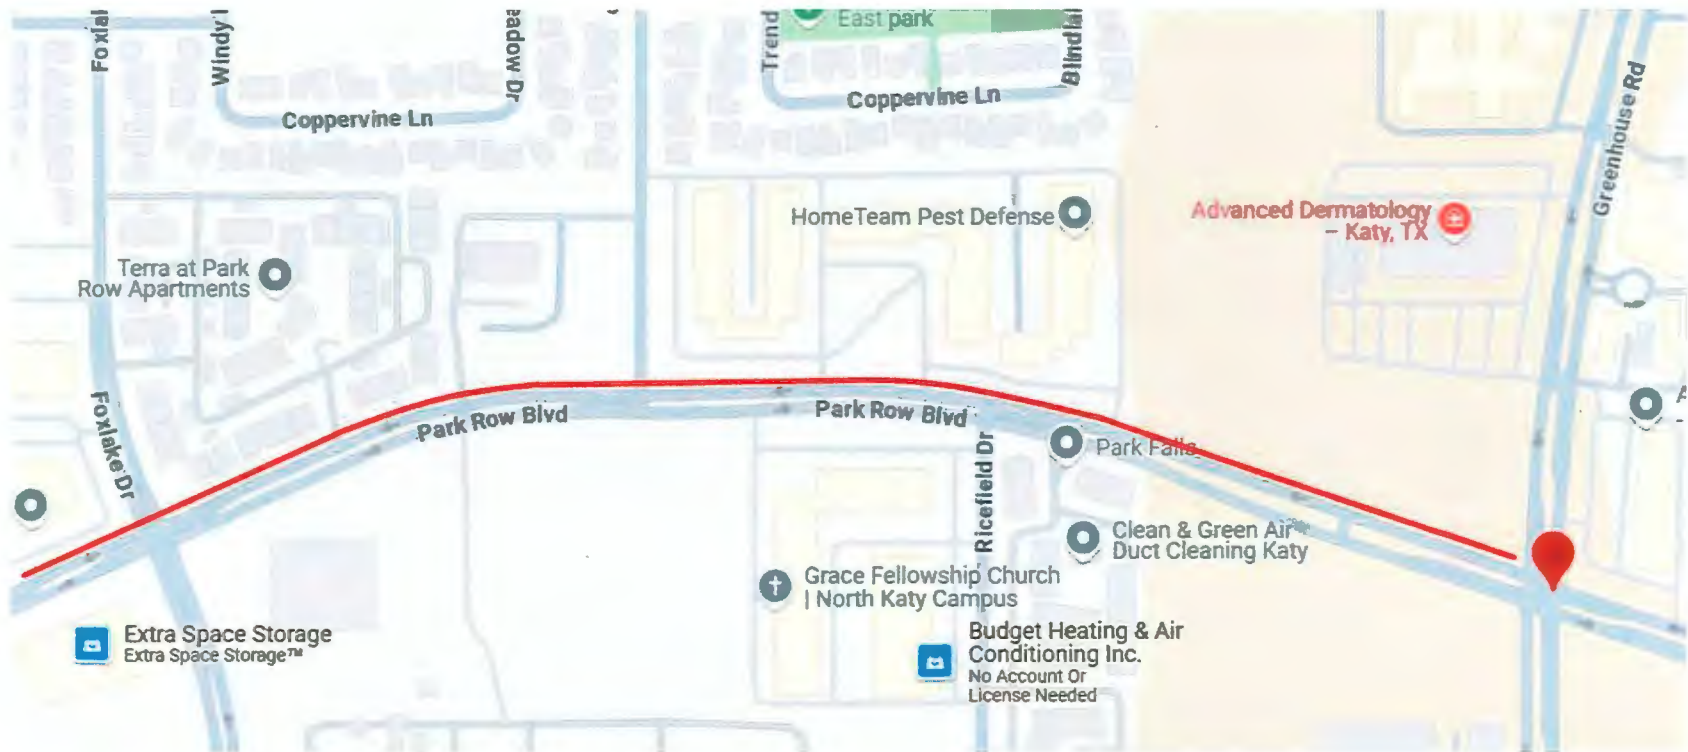 East park
Foxlal
Windy
eadow Dr
Trend
Blindlal
Greenhouse Rd
Coppervine Ln
Coppervine Ln
HomeTeam Pest Defense
Advanced Dermatology
– Katy, TX
Terra at Park
Row Apartments
Foxlake Dr
Park Row Blvd
Park Row Blvd
Ricefield Dr
Park Falls
A
Clean & Green Air
Duct Cleaning Katy
Grace Fellowship Church
| North Katy Campus
Extra Space Storage
Extra Space Storage™
Budget Heating & Air
Conditioning Inc.
No Account Or
License Needed